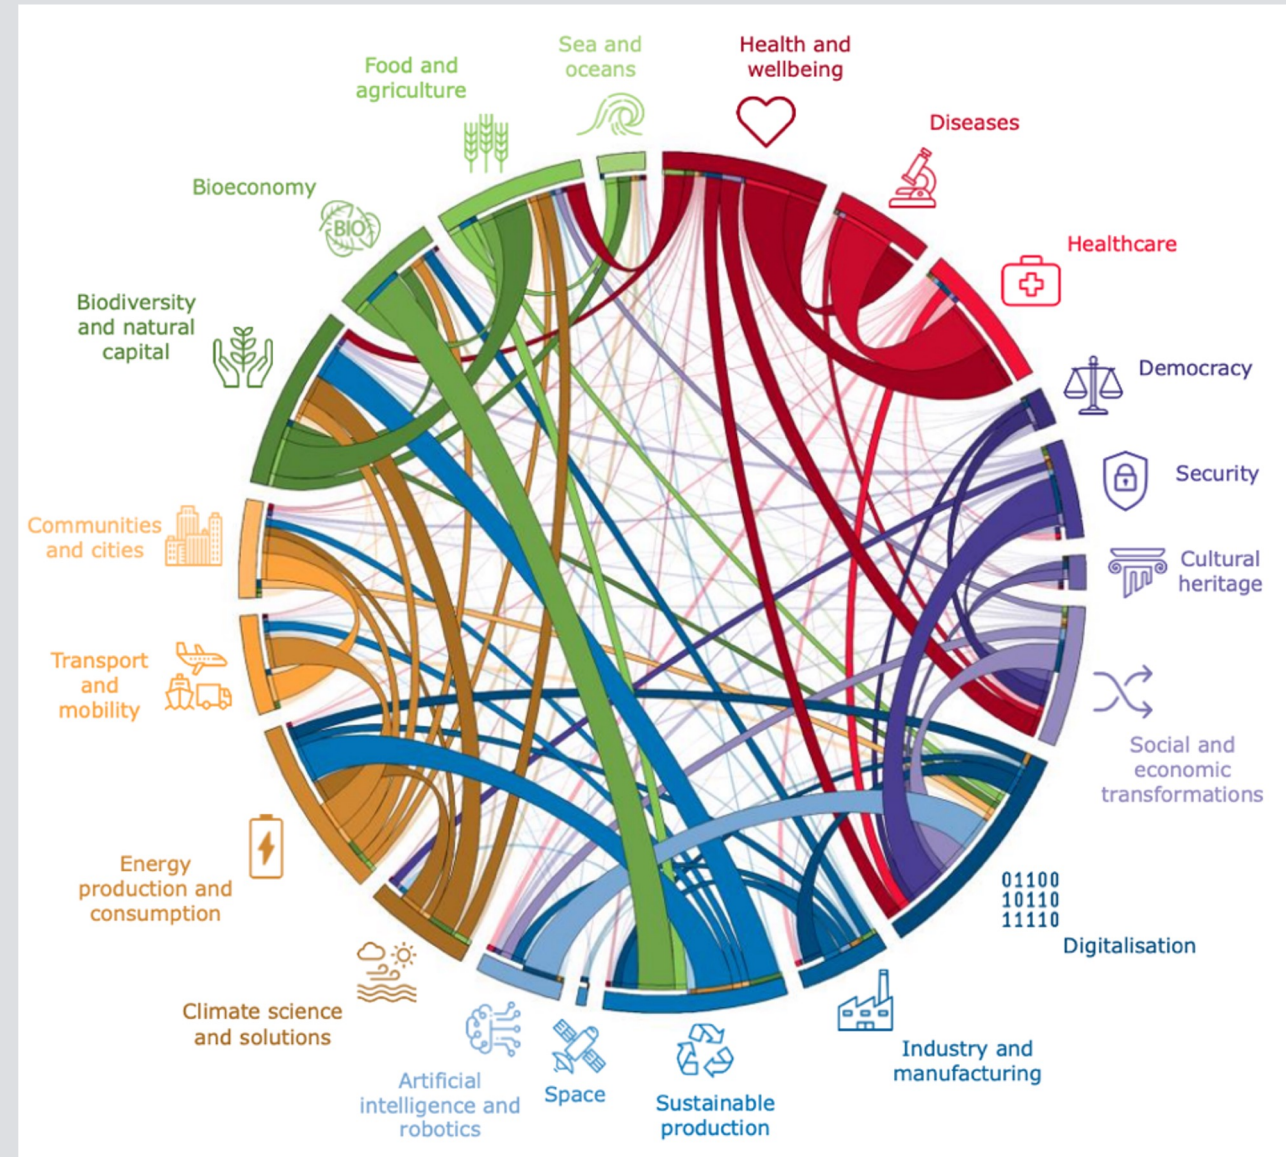 Sea and
oceans
Health and
wellbeing
Food and
agriculture
Diseases
Bioeconomy
BIO
Healthcare
Biodiversity
and natural
capital
Democracy
Security
Communities
and cities
Cultural
heritage
Transport
and
mobility
Social and
economic
transformations
Energy
production and
consumption
01100
10110
11110
Digitalisation
Climate science
and solutions
Industry and
manufacturing
Artificial
intelligence and
robotics
Space
Sustainable
production